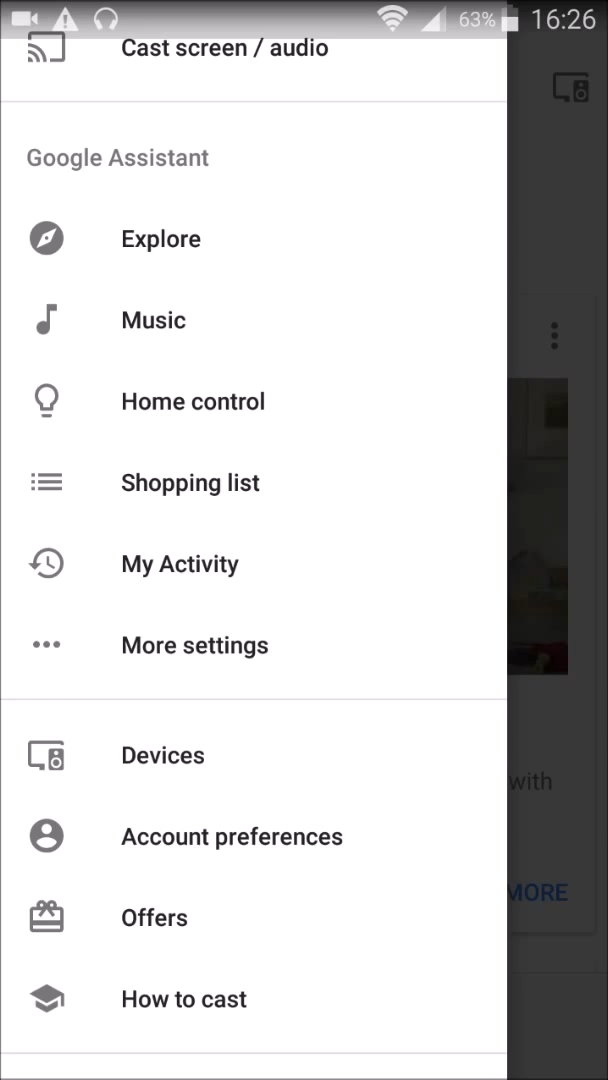 63% 16:26
Cast screen / audio
Google Assistant
Explore
Music
Home control
Shopping list
My Activity
More settings
Devices
with
Account preferences
MORE
Offers
How to cast